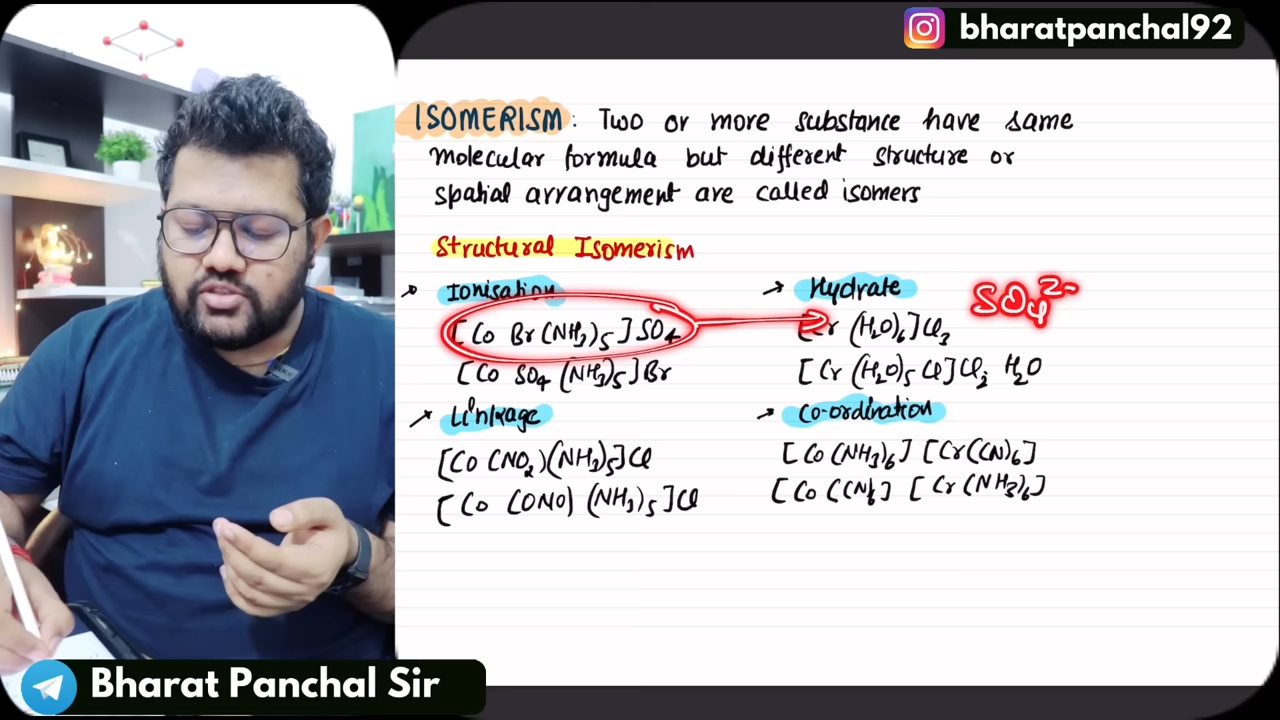 bharatpanchal92
ISOMERISM: Two or more substance have same
molecular formula but different structure or
spatial arrangement are called isomers
Structural Isomerism
→ Ionisation
[Co Br(NH3)5]SO4
[Co SO4 (NH3)5]Br
→ Hydrate
SO4 2-
[Cr (H2O)6]Cl3
[Cr (H2O)5 Cl]Cl2 H2O
→ Linkage
[Co (NO2)(NH3)5]Cl
[Co (ONO) (NH3)5]Cl
→ Co-ordination
[Co(NH3)6] [Cr(CN)6]
[Co (CN)6] [Cr(NH3)6]
Bharat Panchal Sir